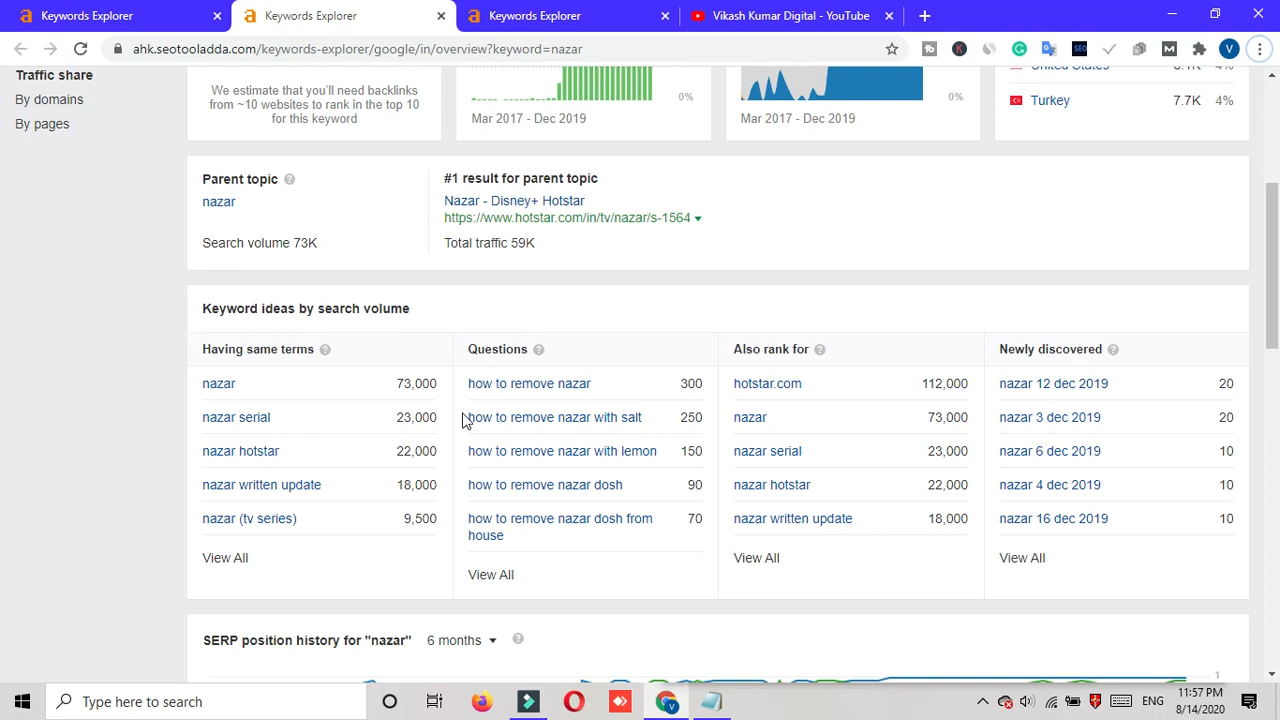 Keywords Explorer
Keywords Explorer
Keywords Explorer
Vikash Kumar Digital - YouTube
ahk.seotooladda.com/keywords-explorer/google/in/overview?keyword=nazar
SEO
M
V
Traffic share
By domains
By pages
We estimate that you'll need backlinks
from ~10 websites to rank in the top 10
for this keyword
0%
Mar 2017 - Dec 2019
0%
Mar 2017 - Dec 2019
United States 8.1K 4%
Turkey 7.7K 4%
Parent topic
nazar
Search volume 73K
#1 result for parent topic
Nazar - Disney+ Hotstar
https://www.hotstar.com/in/tv/nazar/s-1564
Total traffic 59K
Keyword ideas by search volume
Having same terms
nazar 73,000
nazar serial 23,000
nazar hotstar 22,000
nazar written update 18,000
nazar (tv series) 9,500
View All
Questions
how to remove nazar 300
how to remove nazar with salt 250
how to remove nazar with lemon 150
how to remove nazar dosh 90
how to remove nazar dosh from 70
house
View All
Also rank for
hotstar.com 112,000
nazar 73,000
nazar serial 23,000
nazar hotstar 22,000
nazar written update 18,000
View All
Newly discovered
nazar 12 dec 2019 20
nazar 3 dec 2019 20
nazar 6 dec 2019 10
nazar 4 dec 2019 10
nazar 16 dec 2019 10
View All
SERP position history for "nazar" 6 months
1
Type here to search
ENG
11:57 PM
8/14/2020